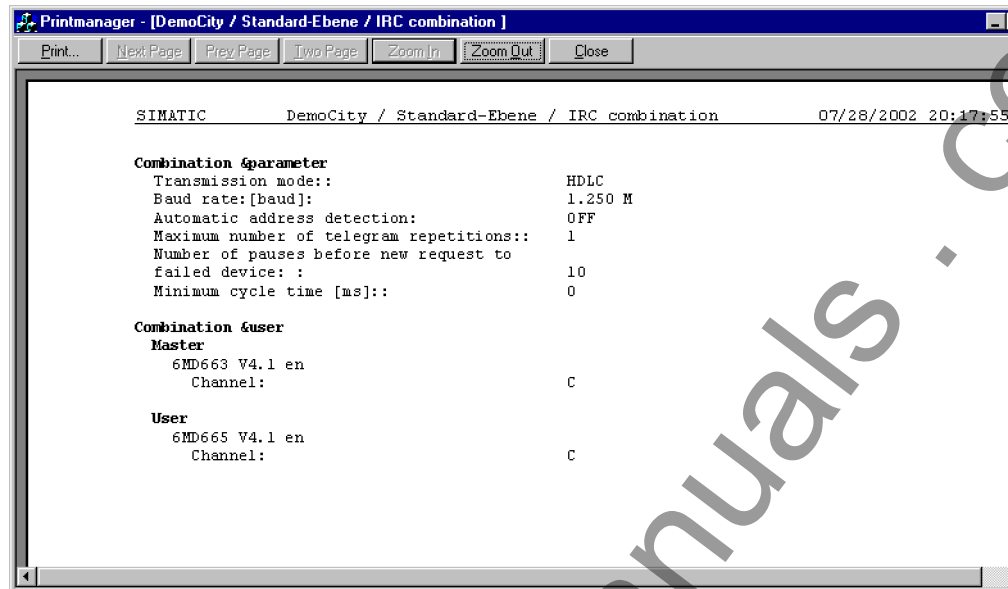 Printmanager - [DemoCity / Standard-Ebene / IRC combination ]
Print... Next Page Prev Page Two Page Zoom In Zoom Out Close
SIMATIC DemoCity / Standard-Ebene / IRC combination 07/28/2002 20:17:55
Combination &parameter
Transmission mode:: HDLC
Baud rate:[baud]: 1.250 M
Automatic address detection: OFF
Maximum number of telegram repetitions:: 1
Number of pauses before new request to
failed device: : 10
Minimum cycle time [ms]:: 0
Combination &user
Master
6MD663 V4.1 en
Channel: C
User
6MD665 V4.1 en
Channel: C